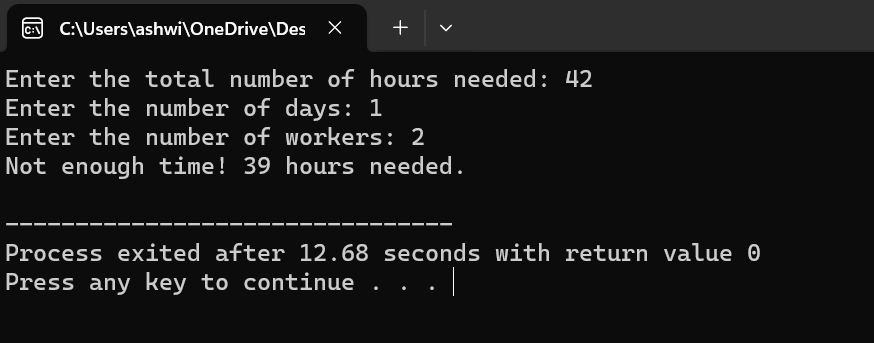 C:\Users\ashwi\OneDrive\Des
Enter the total number of hours needed: 42
Enter the number of days: 1
Enter the number of workers: 2
Not enough time! 39 hours needed.
--------------------------------
Process exited after 12.68 seconds with return value 0
Press any key to continue . . .